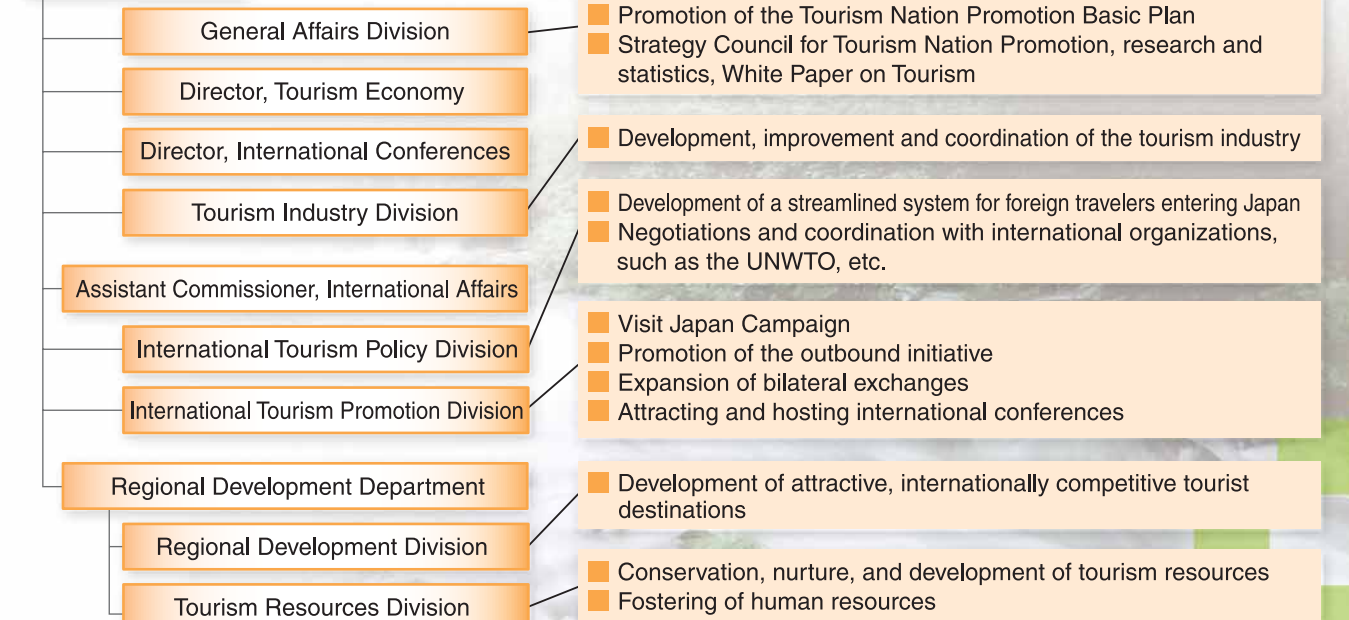 General Affairs Division
Promotion of the Tourism Nation Promotion Basic Plan
Strategy Council for Tourism Nation Promotion, research and
statistics, White Paper on Tourism
Director, Tourism Economy
Director, International Conferences
Tourism Industry Division
Development, improvement and coordination of the tourism industry
Assistant Commissioner, International Affairs
International Tourism Policy Division
Development of a streamlined system for foreign travelers entering Japan
Negotiations and coordination with international organizations,
such as the UNWTO, etc.
International Tourism Promotion Division
Visit Japan Campaign
Promotion of the outbound initiative
Expansion of bilateral exchanges
Attracting and hosting international conferences
Regional Development Department
Regional Development Division
Development of attractive, internationally competitive tourist
destinations
Tourism Resources Division
Conservation, nurture, and development of tourism resources
Fostering of human resources